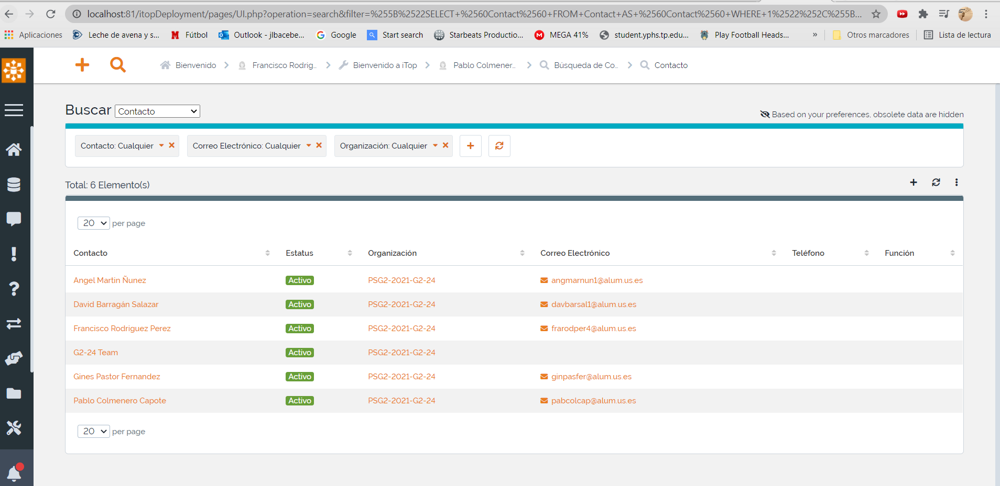 localhost:81/itopDeployment/pages/UI.php?operation=search&filter=%255B%2522SELECT+%2560Contact%2560+FROM+Contact+AS+%2560Contact%2560+WHERE+1%2522%252C%255B...
Aplicaciones Leche de avena y s... Fútbol Outlook - jlbacebe... Google Start search Starbeats Productio... MEGA 41% student.yphs.tp.edu... Play Football Heads... » Otros marcadores Lista de lectura
Bienvenido Francisco Rodrig... Bienvenido a iTop Pablo Colmener... Búsqueda de Co... Contacto
Buscar Contacto
Based on your preferences, obsolete data are hidden
Contacto: Cualquier Correo Electrónico: Cualquier Organización: Cualquier
Total: 6 Elemento(s)
20 per page
Contacto Estatus Organización Correo Electrónico Teléfono Función
Angel Martin Ñunez Activo PSG2-2021-G2-24 angmarnun1@alum.us.es
David Barragán Salazar Activo PSG2-2021-G2-24 davbarsal1@alum.us.es
Francisco Rodriguez Perez Activo PSG2-2021-G2-24 frarodper4@alum.us.es
G2-24 Team Activo PSG2-2021-G2-24
Gines Pastor Fernandez Activo PSG2-2021-G2-24 ginpasfer@alum.us.es
Pablo Colmenero Capote Activo PSG2-2021-G2-24 pabcolcap@alum.us.es
20 per page